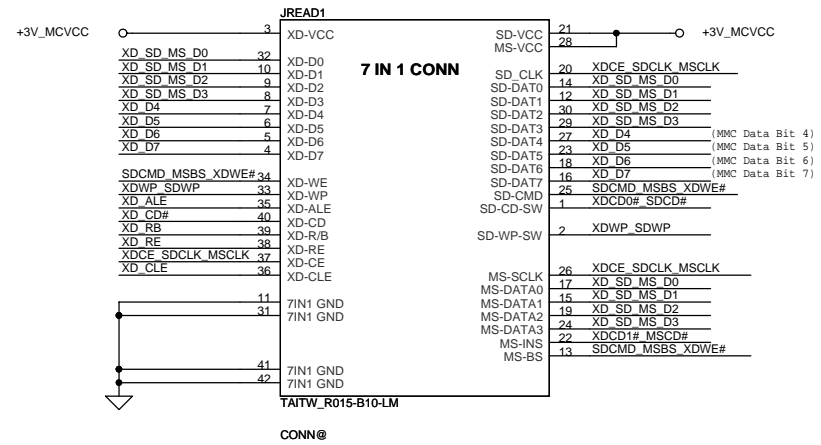 JREAD1
+3V_MCVCC
3 XD-VCC
XD_SD_MS_D0 32 XD-D0
XD_SD_MS_D1 10 XD-D1
XD_SD_MS_D2 9 XD-D2
XD_SD_MS_D3 8 XD-D3
XD_D4 7 XD-D4
XD_D5 6 XD-D5
XD_D6 5 XD-D6
XD_D7 4 XD-D7
SDCMD_MSBS_XDWE# 34 XD-WE
XDWP_SDWP 33 XD-WP
XD_ALE 35 XD-ALE
XD_CD# 40 XD-CD
XD_RB 39 XD-R/B
XD_RE 38 XD-RE
XDCE_SDCLK_MSCLK 37 XD-CE
XD_CLE 36 XD-CLE
11 7IN1 GND
31 7IN1 GND
41 7IN1 GND
42 7IN1 GND
7 IN 1 CONN
SD-VCC 21
+3V_MCVCC
MS-VCC 28
SD_CLK 20 XDCE_SDCLK_MSCLK
SD-DAT0 14 XD_SD_MS_D0
SD-DAT1 12 XD_SD_MS_D1
SD-DAT2 30 XD_SD_MS_D2
SD-DAT3 29 XD_SD_MS_D3
SD-DAT4 27 XD_D4 (MMC Data Bit 4)
SD-DAT5 23 XD_D5 (MMC Data Bit 5)
SD-DAT6 18 XD_D6 (MMC Data Bit 6)
SD-DAT7 16 XD_D7 (MMC Data Bit 7)
SD-CMD 25 SDCMD_MSBS_XDWE#
SD-CD-SW 1 XDCD0#_SDCD#
SD-WP-SW 2 XDWP_SDWP
MS-SCLK 26 XDCE_SDCLK_MSCLK
MS-DATA0 17 XD_SD_MS_D0
MS-DATA1 15 XD_SD_MS_D1
MS-DATA2 19 XD_SD_MS_D2
MS-DATA3 24 XD_SD_MS_D3
MS-INS 22 XDCD1#_MSCD#
MS-BS 13 SDCMD_MSBS_XDWE#
TAITW_R015-B10-LM
CONN@